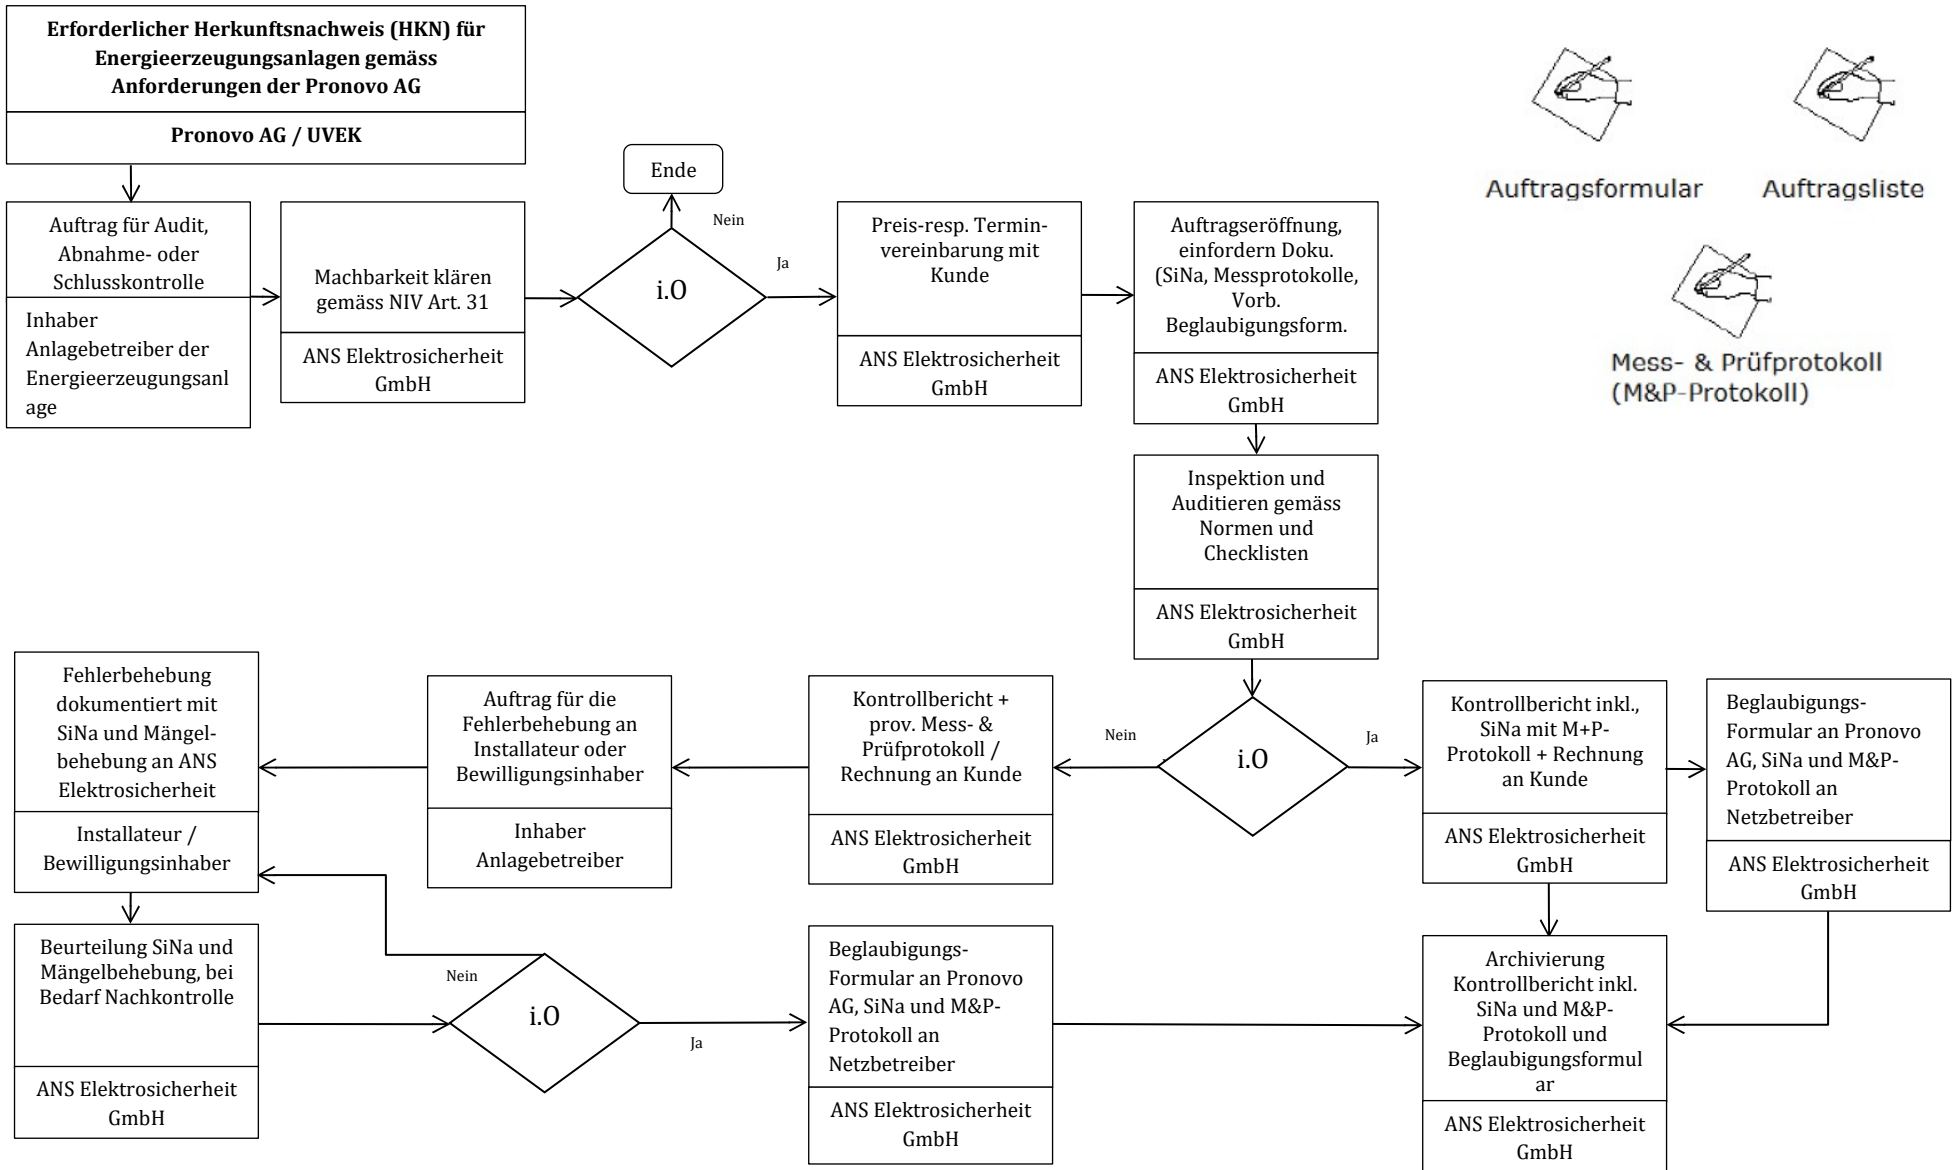 Erforderlicher Herkunftsnachweis (HKN) für
Energieerzeugungsanlagen gemäss
Anforderungen der Pronovo AG
Pronovo AG / UVEK
Auftragsformular
Auftragsliste
Mess- & Prüfprotokoll
(M&P-Protokoll)
Auftrag für Audit,
Abnahme- oder
Schlusskontrolle
Inhaber
Anlagebetreiber der
Energieerzeugungsanl
age
Machbarkeit klären
gemäss NIV Art. 31
ANS Elektrosicherheit
GmbH
Ende
Nein
i.O
Ja
Preis-resp. Termin-
vereinbarung mit
Kunde
ANS Elektrosicherheit
GmbH
Auftragseröffnung,
einfordern Doku.
(SiNa, Messprotokolle,
Vorb.
Beglaubigungsform.
ANS Elektrosicherheit
GmbH
Inspektion und
Auditieren gemäss
Normen und
Checklisten
ANS Elektrosicherheit
GmbH
Fehlerbehebung
dokumentiert mit
SiNa und Mängel-
behebung an ANS
Elektrosicherheit
Installateur /
Bewilligungsinhaber
Auftrag für die
Fehlerbehebung an
Installateur oder
Bewilligungsinhaber
Inhaber
Anlagebetreiber
Kontrollbericht +
prov. Mess- &
Prüfprotokoll /
Rechnung an Kunde
ANS Elektrosicherheit
GmbH
Nein
i.O
Ja
Kontrollbericht inkl.,
SiNa mit M+P-
Protokoll + Rechnung
an Kunde
ANS Elektrosicherheit
GmbH
Beglaubigungs-
Formular an Pronovo
AG, SiNa und M&P-
Protokoll an
Netzbetreiber
ANS Elektrosicherheit
GmbH
Beurteilung SiNa und
Mängelbehebung, bei
Bedarf Nachkontrolle
ANS Elektrosicherheit
GmbH
Nein
i.O
Ja
Beglaubigungs-
Formular an Pronovo
AG, SiNa und M&P-
Protokoll an
Netzbetreiber
ANS Elektrosicherheit
GmbH
Archivierung
Kontrollbericht inkl.
SiNa und M&P-
Protokoll und
Beglaubigungsformul
ar
ANS Elektrosicherheit
GmbH